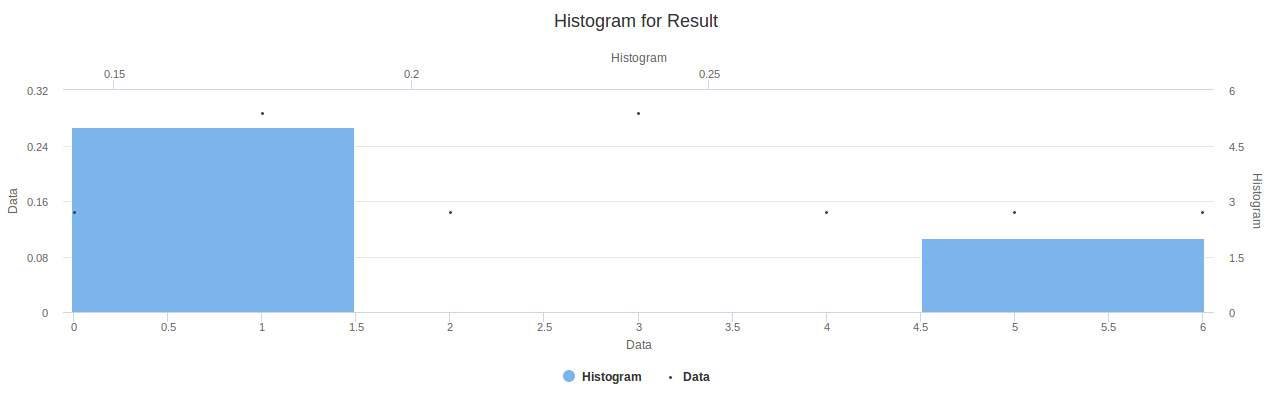 Histogram for Result
Histogram
0.15 0.2 0.25
0.32 6
0.24 4.5
Data
0.16 3
Histogram
0.08 1.5
0 0
0 0.5 1 1.5 2 2.5 3 3.5 4 4.5 5 5.5 6
Data
Histogram Data